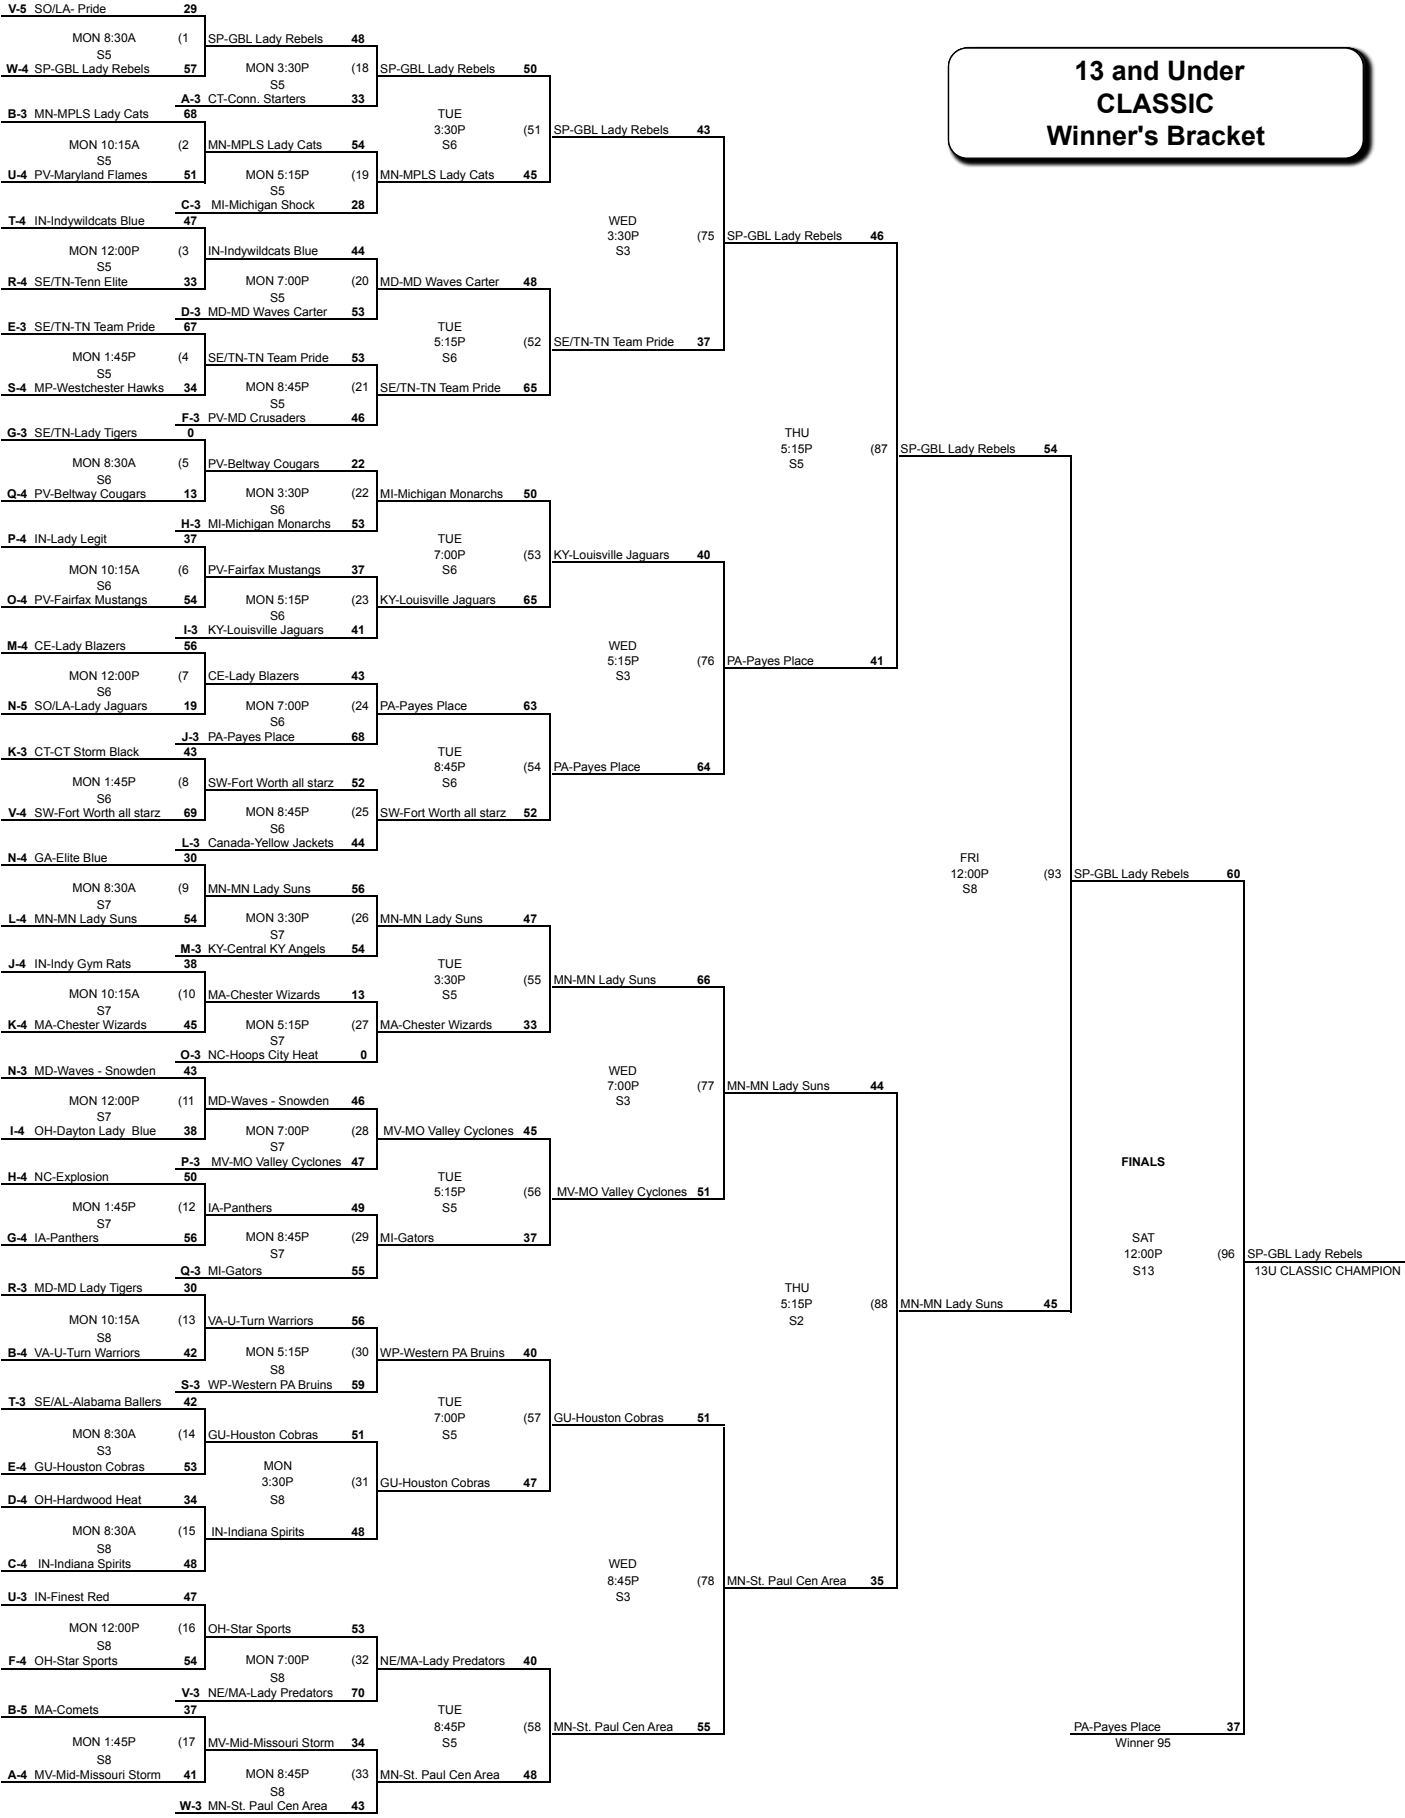 13 and Under
CLASSIC
Winner's Bracket
V-5 SO/LA- Pride 29
MON 8:30A (1 SP-GBL Lady Rebels 48
S5
W-4 SP-GBL Lady Rebels 57 MON 3:30P (18 SP-GBL Lady Rebels 50
S5
A-3 CT-Conn. Starters 33
B-3 MN-MPLS Lady Cats 68 TUE
3:30P (51 SP-GBL Lady Rebels 43
MON 10:15A (2 MN-MPLS Lady Cats 54 S6
S5
U-4 PV-Maryland Flames 51 MON 5:15P (19 MN-MPLS Lady Cats 45
S5
C-3 MI-Michigan Shock 28
T-4 IN-Indywildcats Blue 47 WED
3:30P (75 SP-GBL Lady Rebels 46
MON 12:00P (3 IN-Indywildcats Blue 44 S3
S5
R-4 SE/TN-Tenn Elite 33 MON 7:00P (20 MD-MD Waves Carter 48
S5
D-3 MD-MD Waves Carter 53
E-3 SE/TN-TN Team Pride 67 TUE
5:15P (52 SE/TN-TN Team Pride 37
MON 1:45P (4 SE/TN-TN Team Pride 53 S6
S5
S-4 MP-Westchester Hawks 34 MON 8:45P (21 SE/TN-TN Team Pride 65
S5
F-3 PV-MD Crusaders 46
G-3 SE/TN-Lady Tigers 0 THU
5:15P (87 SP-GBL Lady Rebels 54
MON 8:30A (5 PV-Beltway Cougars 22 S5
S6
Q-4 PV-Beltway Cougars 13 MON 3:30P (22 MI-Michigan Monarchs 50
S6
H-3 MI-Michigan Monarchs 53
P-4 IN-Lady Legit 37 TUE
7:00P (53 KY-Louisville Jaguars 40
MON 10:15A (6 PV-Fairfax Mustangs 37 S6
S6
O-4 PV-Fairfax Mustangs 54 MON 5:15P (23 KY-Louisville Jaguars 65
S6
I-3 KY-Louisville Jaguars 41
M-4 CE-Lady Blazers 56 WED
5:15P (76 PA-Payes Place 41
MON 12:00P (7 CE-Lady Blazers 43 S3
S6
N-5 SO/LA-Lady Jaguars 19 MON 7:00P (24 PA-Payes Place 63
S6
J-3 PA-Payes Place 68
K-3 CT-CT Storm Black 43 TUE
8:45P (54 PA-Payes Place 64
MON 1:45P (8 SW-Fort Worth all starz 52 S6
S6
V-4 SW-Fort Worth all starz 69 MON 8:45P (25 SW-Fort Worth all starz 52
S6
L-3 Canada-Yellow Jackets 44
N-4 GA-Elite Blue 30 FRI
12:00P (93 SP-GBL Lady Rebels 60
MON 8:30A (9 MN-MN Lady Suns 56 S8
S7
L-4 MN-MN Lady Suns 54 MON 3:30P (26 MN-MN Lady Suns 47
S7
M-3 KY-Central KY Angels 54
J-4 IN-Indy Gym Rats 38 TUE
3:30P (55 MN-MN Lady Suns 66
MON 10:15A (10 MA-Chester Wizards 13 S5
S7
K-4 MA-Chester Wizards 45 MON 5:15P (27 MA-Chester Wizards 33
S7
O-3 NC-Hoops City Heat 0
N-3 MD-Waves - Snowden 43 WED
7:00P (77 MN-MN Lady Suns 44
MON 12:00P (11 MD-Waves - Snowden 46 S3
S7
I-4 OH-Dayton Lady Blue 38 MON 7:00P (28 MV-MO Valley Cyclones 45
S7
P-3 MV-MO Valley Cyclones 47 FINALS
H-4 NC-Explosion 50 TUE
5:15P (56 MV-MO Valley Cyclones 51
MON 1:45P (12 IA-Panthers 49 S5
S7
G-4 IA-Panthers 56 MON 8:45P (29 MI-Gators 37 SAT
S7 12:00P (96 SP-GBL Lady Rebels
Q-3 MI-Gators 55 S13 13U CLASSIC CHAMPION
R-3 MD-MD Lady Tigers 30 THU
5:15P (88 MN-MN Lady Suns 45
MON 10:15A (13 VA-U-Turn Warriors 56 S2
S8
B-4 VA-U-Turn Warriors 42 MON 5:15P (30 WP-Western PA Bruins 40
S8
S-3 WP-Western PA Bruins 59
T-3 SE/AL-Alabama Ballers 42 TUE
7:00P (57 GU-Houston Cobras 51
MON 8:30A (14 GU-Houston Cobras 51 S5
S3
E-4 GU-Houston Cobras 53 MON
3:30P (31 GU-Houston Cobras 47
D-4 OH-Hardwood Heat 34 S8
MON 8:30A (15 IN-Indiana Spirits 48
S8
C-4 IN-Indiana Spirits 48 WED
8:45P (78 MN-St. Paul Cen Area 35
U-3 IN-Finest Red 47 S3
MON 12:00P (16 OH-Star Sports 53
S8
F-4 OH-Star Sports 54 MON 7:00P (32 NE/MA-Lady Predators 40
S8
V-3 NE/MA-Lady Predators 70
B-5 MA-Comets 37 TUE
8:45P (58 MN-St. Paul Cen Area 55 PA-Payes Place 37
MON 1:45P (17 MV-Mid-Missouri Storm 34 S5 Winner 95
S8
A-4 MV-Mid-Missouri Storm 41 MON 8:45P (33 MN-St. Paul Cen Area 48
S8
W-3 MN-St. Paul Cen Area 43